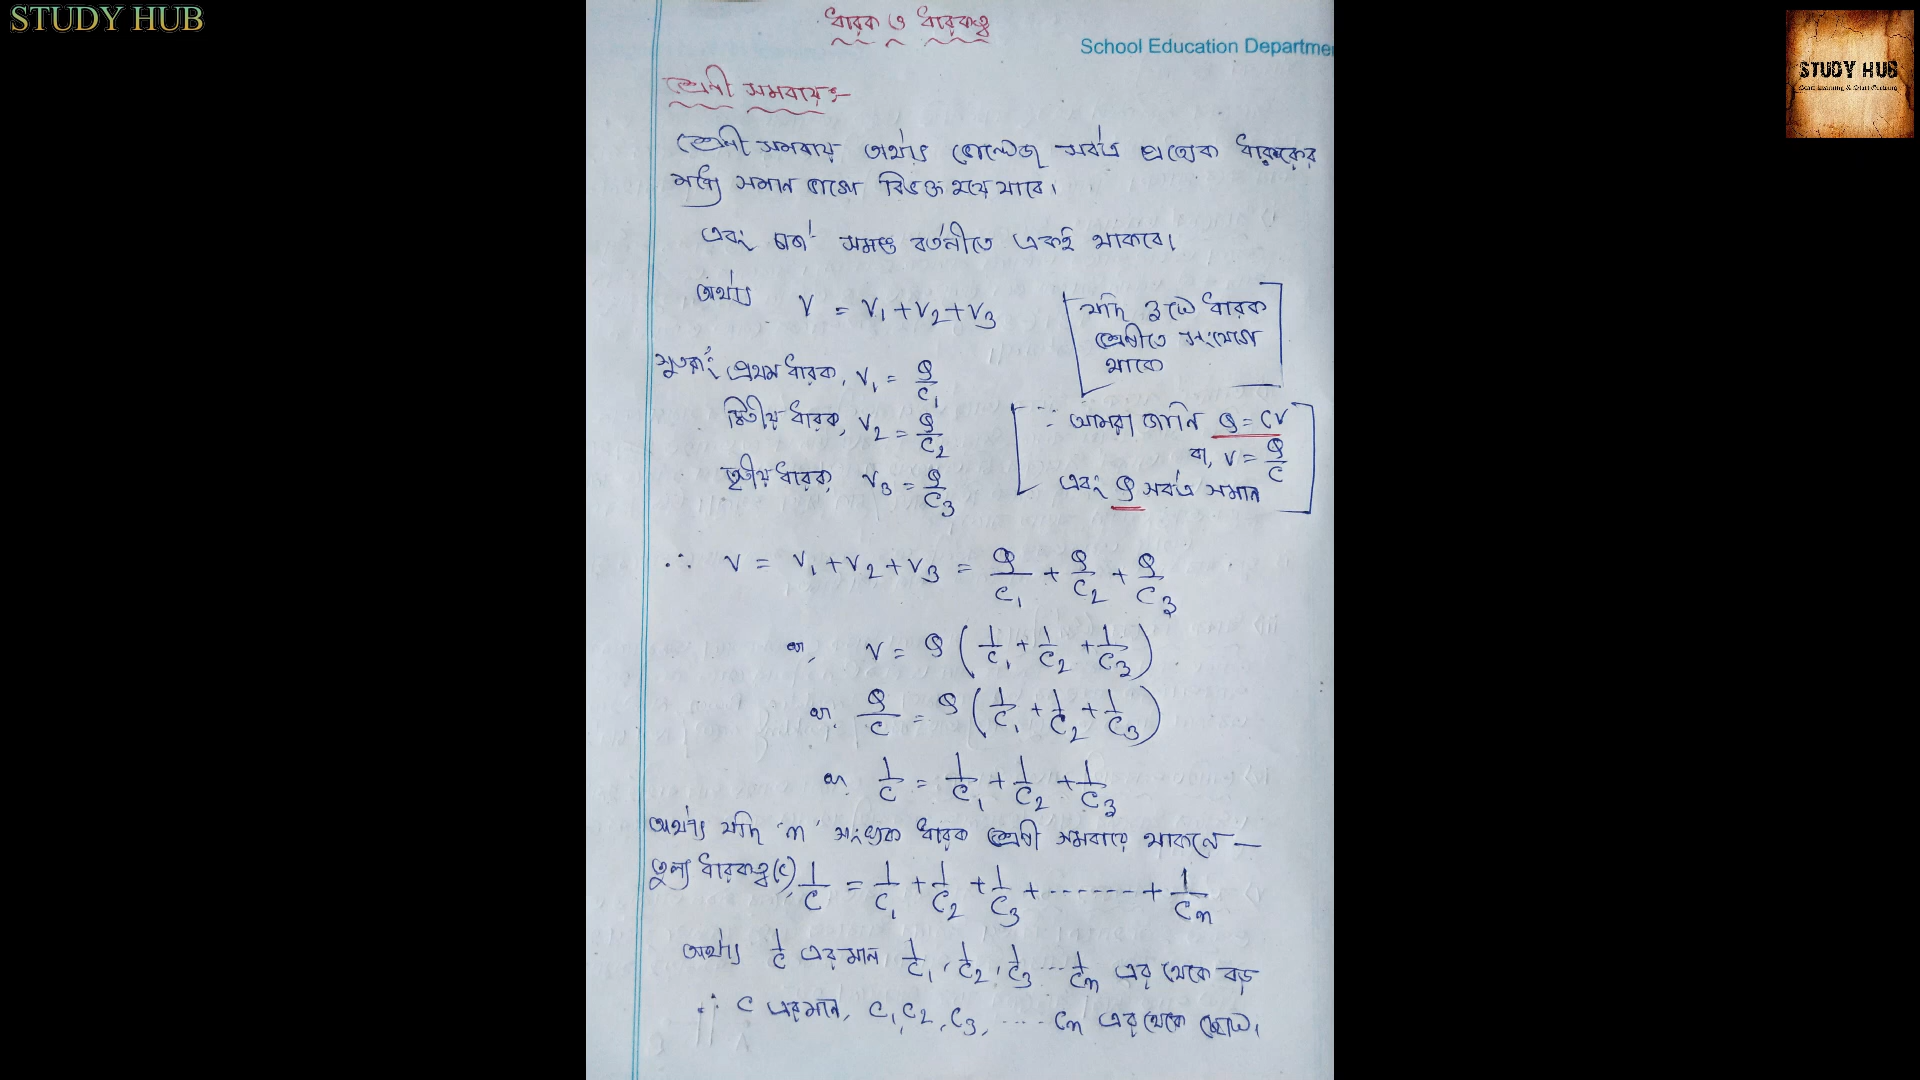 STUDY HUB
ধারক ও ধারকত্ব
School Education Departme
STUDY HUB
শ্রেণী সমবায়ঃ-
শ্রেণী সমবায় অর্থাৎ ভোল্টেজ সর্বত্র প্রত্যেক ধারকের
মধ্যে সমান ভাগে বিভক্ত হয়ে যাবে।
এবং চার্জ সমস্ত বর্তনীতে একই থাকবে।
অর্থাৎ V = V₁ + V₂ + V₃
[যদি ৩টে ধারক
শ্রেণীতে সংযোগে
থাকে]
সুতরাং প্রথম ধারক, V₁ = Q/C₁
দ্বিতীয় ধারক, V₂ = Q/C₂
তৃতীয় ধারক V₃ = Q/C₃
[∵ আমরা জানি Q = CV
বা, V = Q/C
এবং Q সর্বত্র সমান]
∴ V = V₁ + V₂ + V₃ = Q/C₁ + Q/C₂ + Q/C₃
বা, V = Q (1/C₁ + 1/C₂ + 1/C₃)
বা, Q/C = Q (1/C₁ + 1/C₂ + 1/C₃)
বা, 1/C = 1/C₁ + 1/C₂ + 1/C₃
অর্থাৎ যদি 'n' সংখ্যক ধারক শ্রেণী সমবায়ে থাকলে —
তুল্য ধারকত্ব(C), 1/C = 1/C₁ + 1/C₂ + 1/C₃ + ------ + 1/Cn
অর্থাৎ 1/C এর মান 1/C₁, 1/C₂, 1/C₃ --- 1/Cn এর থেকে বড়
∴ C এর মান, C₁, C₂, C₃, ---- Cn এর থেকে ছোট।